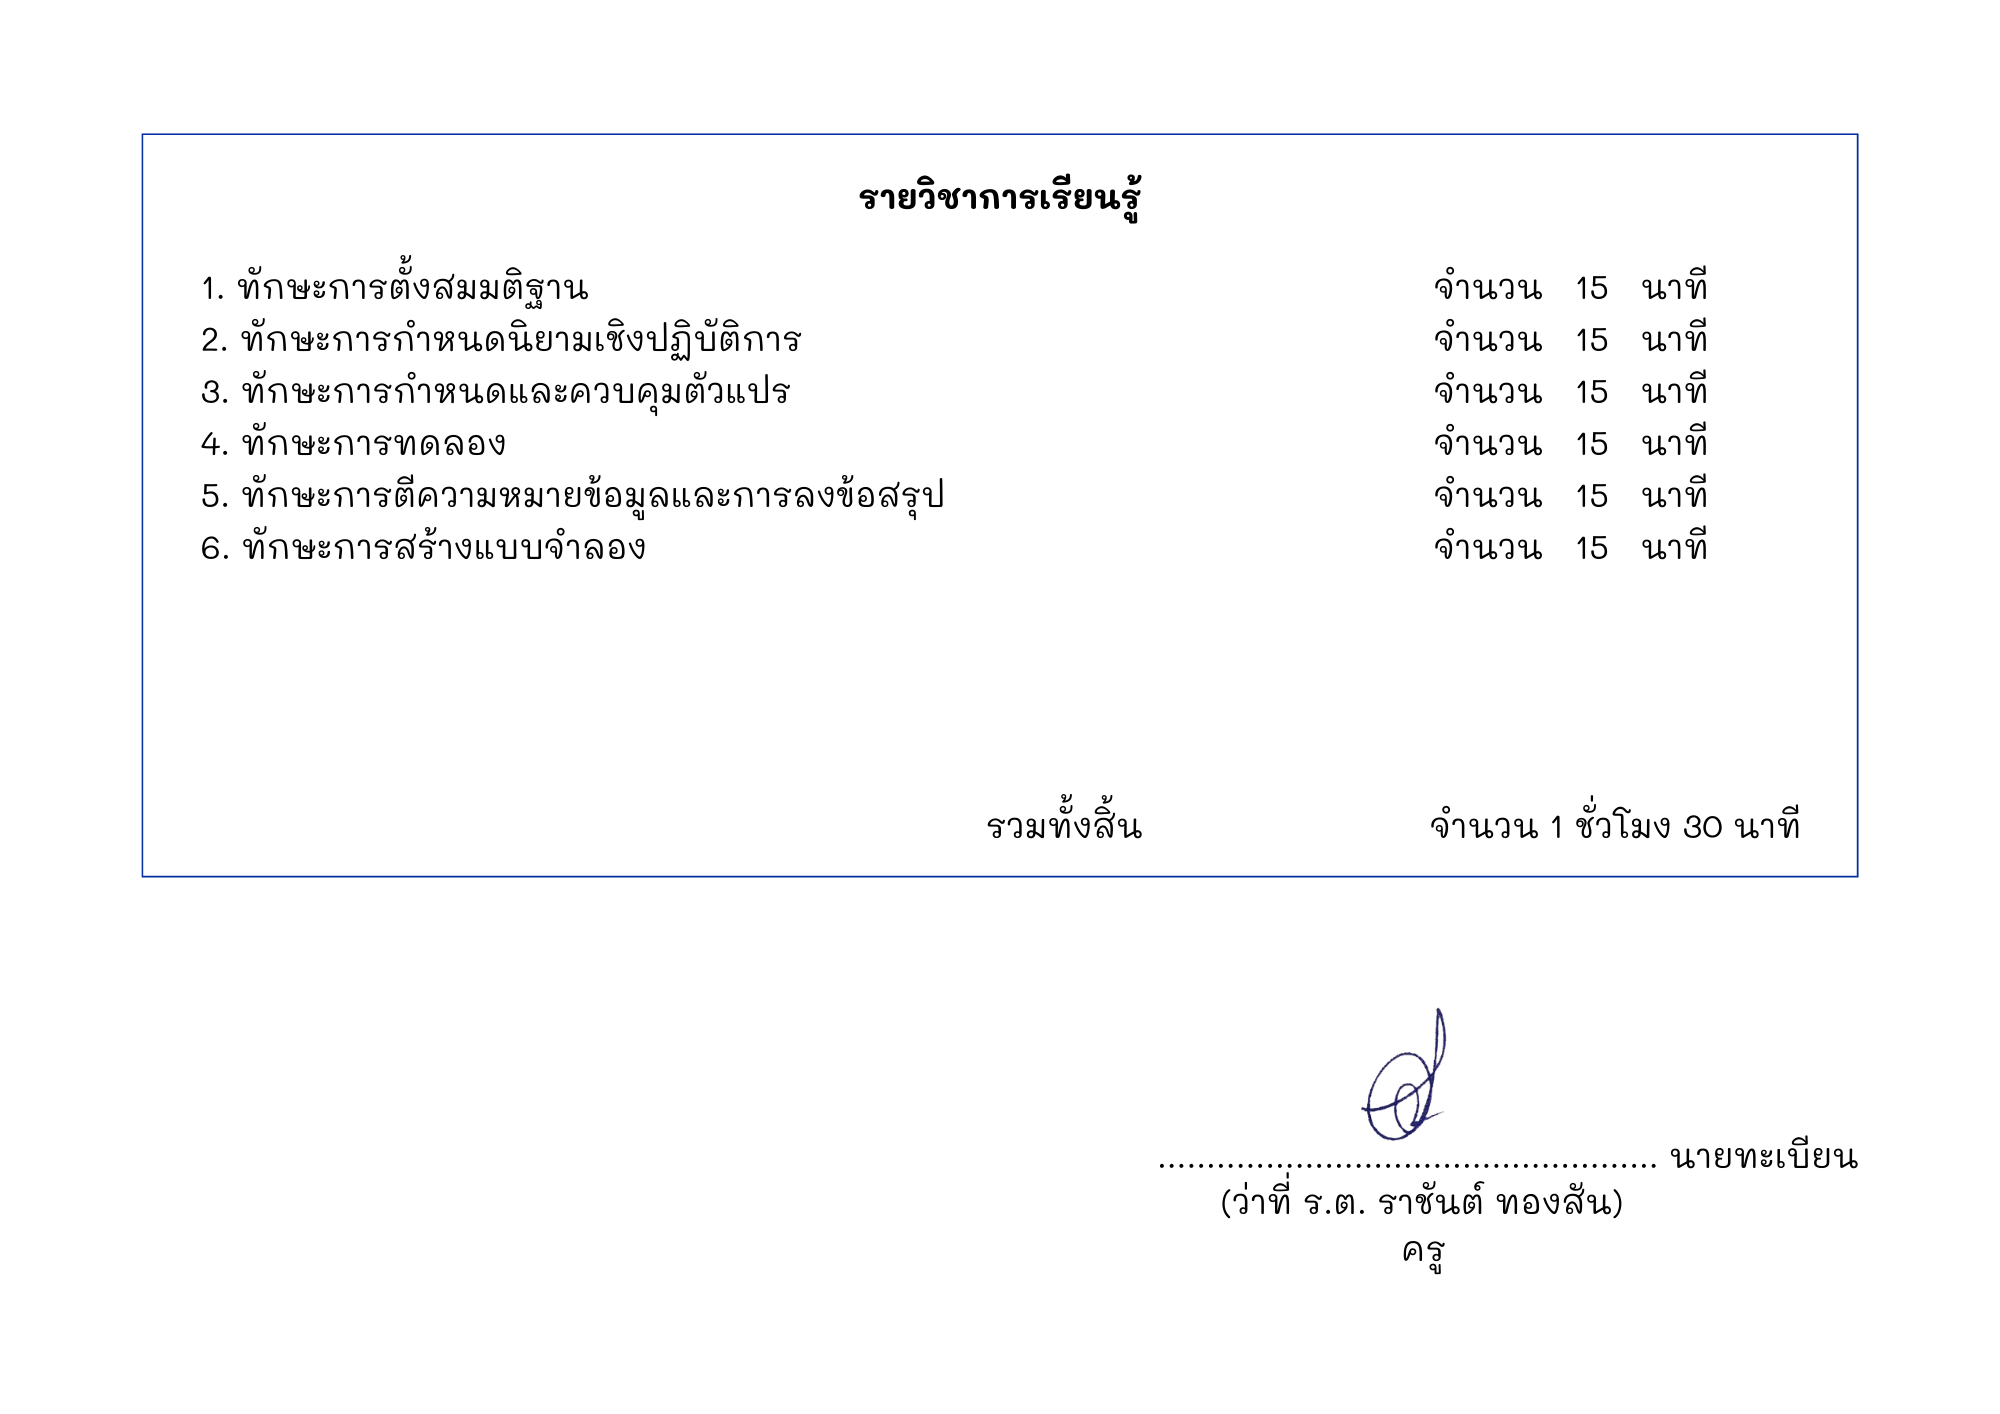 รายวิชาการเรียนรู้
1. ทักษะการตั้งสมมติฐาน จำนวน 15 นาที
2. ทักษะการกำหนดนิยามเชิงปฏิบัติการ จำนวน 15 นาที
3. ทักษะการกำหนดและควบคุมตัวแปร จำนวน 15 นาที
4. ทักษะการทดลอง จำนวน 15 นาที
5. ทักษะการตีความหมายข้อมูลและการลงข้อสรุป จำนวน 15 นาที
6. ทักษะการสร้างแบบจำลอง จำนวน 15 นาที
รวมทั้งสิ้น จำนวน 1 ชั่วโมง 30 นาที
.................................................. นายทะเบียน
(ว่าที่ ร.ต. ราชันต์ ทองสัน)
ครู